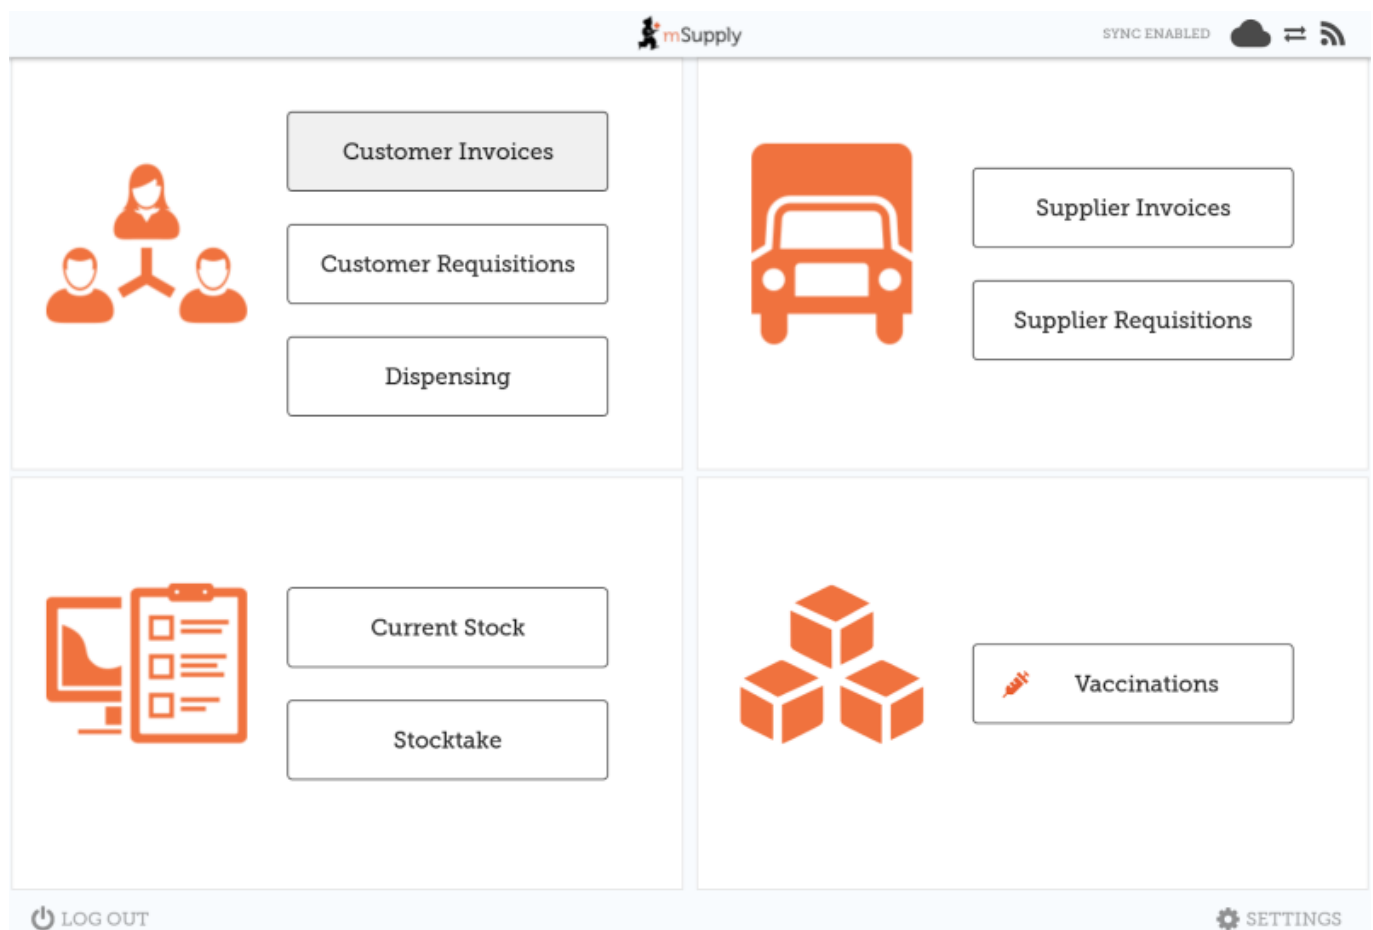 mSupply
SYNC ENABLED
Customer Invoices
Customer Requisitions
Dispensing
Supplier Invoices
Supplier Requisitions
Current Stock
Stocktake
Vaccinations
LOG OUT
SETTINGS